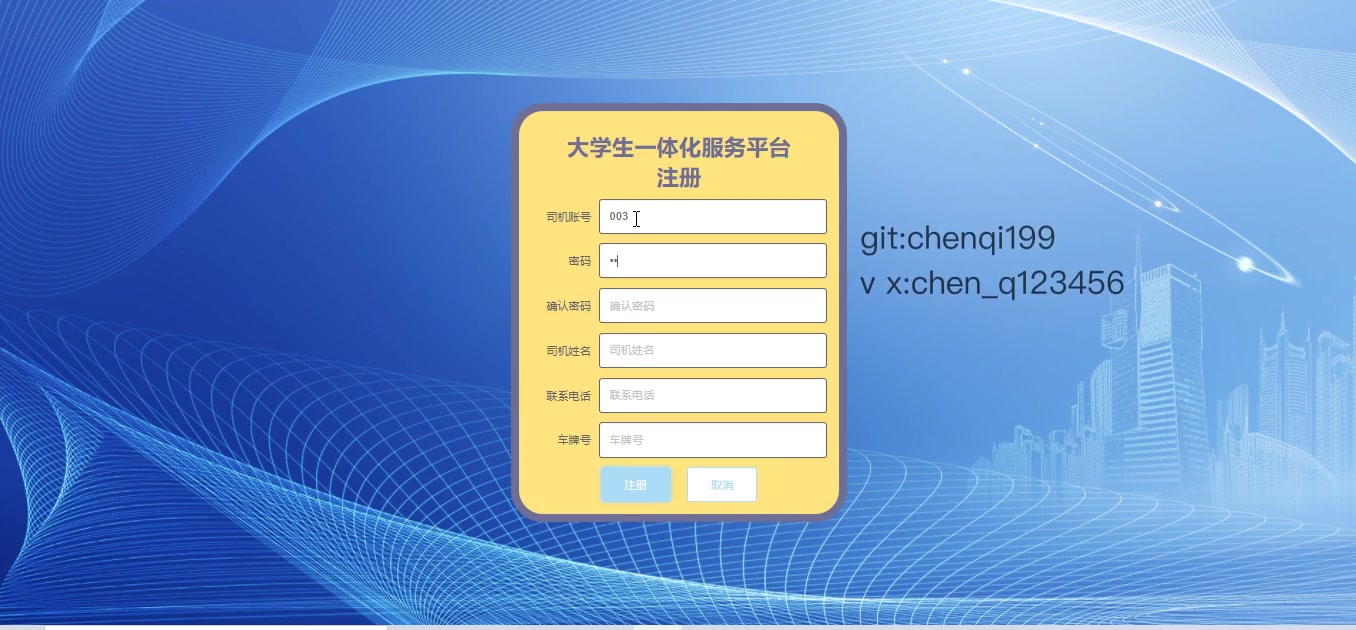 大学生一体化服务平台
注册
司机账号 003
密码 ••
确认密码 确认密码
司机姓名 司机姓名
联系电话 联系电话
车牌号 车牌号
注册 取消
git:chenqi199
v x:chen_q123456